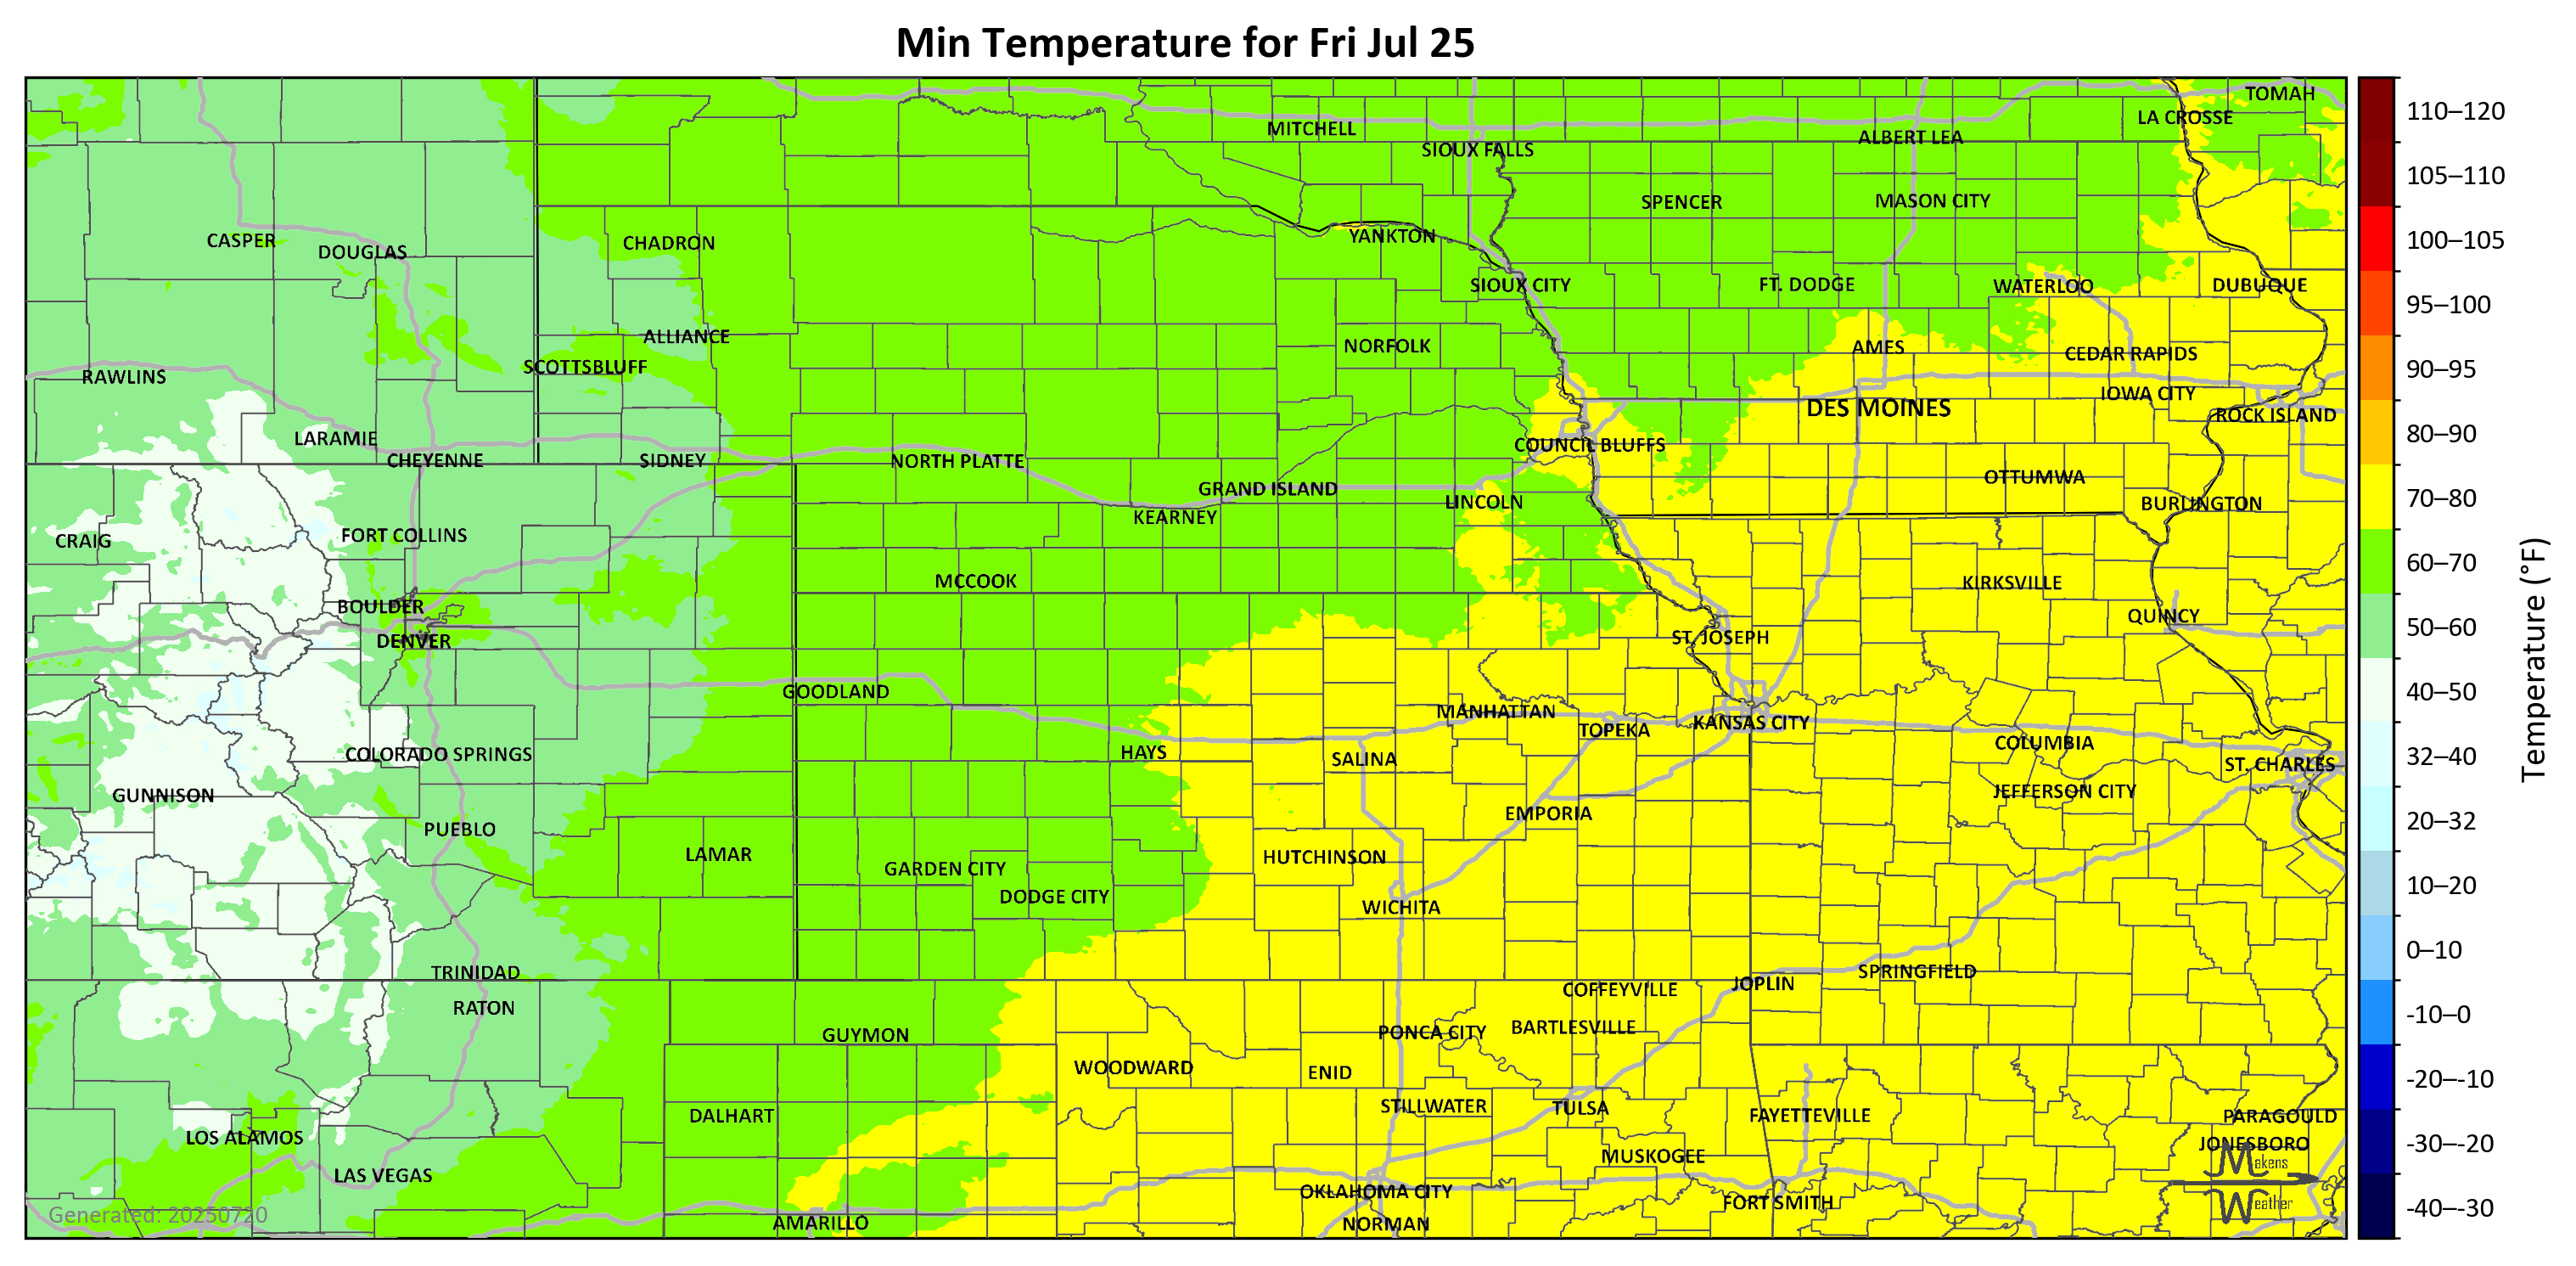 Min Temperature for Fri Jul 25
TOMAH
LA CROSSE
MITCHELL
ALBERT LEA
SIOUX FALLS
SPENCER
MASON CITY
CASPER
DOUGLAS
CHADRON
YANKTON
SIOUX CITY
FT. DODGE
WATERLOO
DUBUQUE
ALLIANCE
NORFOLK
AMES
CEDAR RAPIDS
SCOTTSBLUFF
RAWLINS
IOWA CITY
DES MOINES
ROCK ISLAND
LARAMIE
COUNCIL BLUFFS
CHEYENNE
SIDNEY
NORTH PLATTE
OTTUMWA
GRAND ISLAND
LINCOLN
BURLINGTON
KEARNEY
CRAIG
FORT COLLINS
MCCOOK
KIRKSVILLE
BOULDER
QUINCY
DENVER
ST. JOSEPH
GOODLAND
MANHATTAN
KANSAS CITY
TOPEKA
COLUMBIA
HAYS
COLORADO SPRINGS
SALINA
ST. CHARLES
GUNNISON
JEFFERSON CITY
EMPORIA
PUEBLO
LAMAR
HUTCHINSON
GARDEN CITY
DODGE CITY
WICHITA
TRINIDAD
SPRINGFIELD
JOPLIN
COFFEYVILLE
RATON
BARTLESVILLE
PONCA CITY
GUYMON
WOODWARD
ENID
STILLWATER
TULSA
DALHART
FAYETTEVILLE
PARAGOULD
LOS ALAMOS
JONESBORO
MUSKOGEE
LAS VEGAS
OKLAHOMA CITY
FORT SMITH
AMARILLO
NORMAN
Generated: 20250720
Makens
Weather
110–120
105–110
100–105
95–100
90–95
80–90
70–80
60–70
50–60
40–50
32–40
20–32
10–20
0–10
-10–0
-20–-10
-30–-20
-40–-30
Temperature (°F)